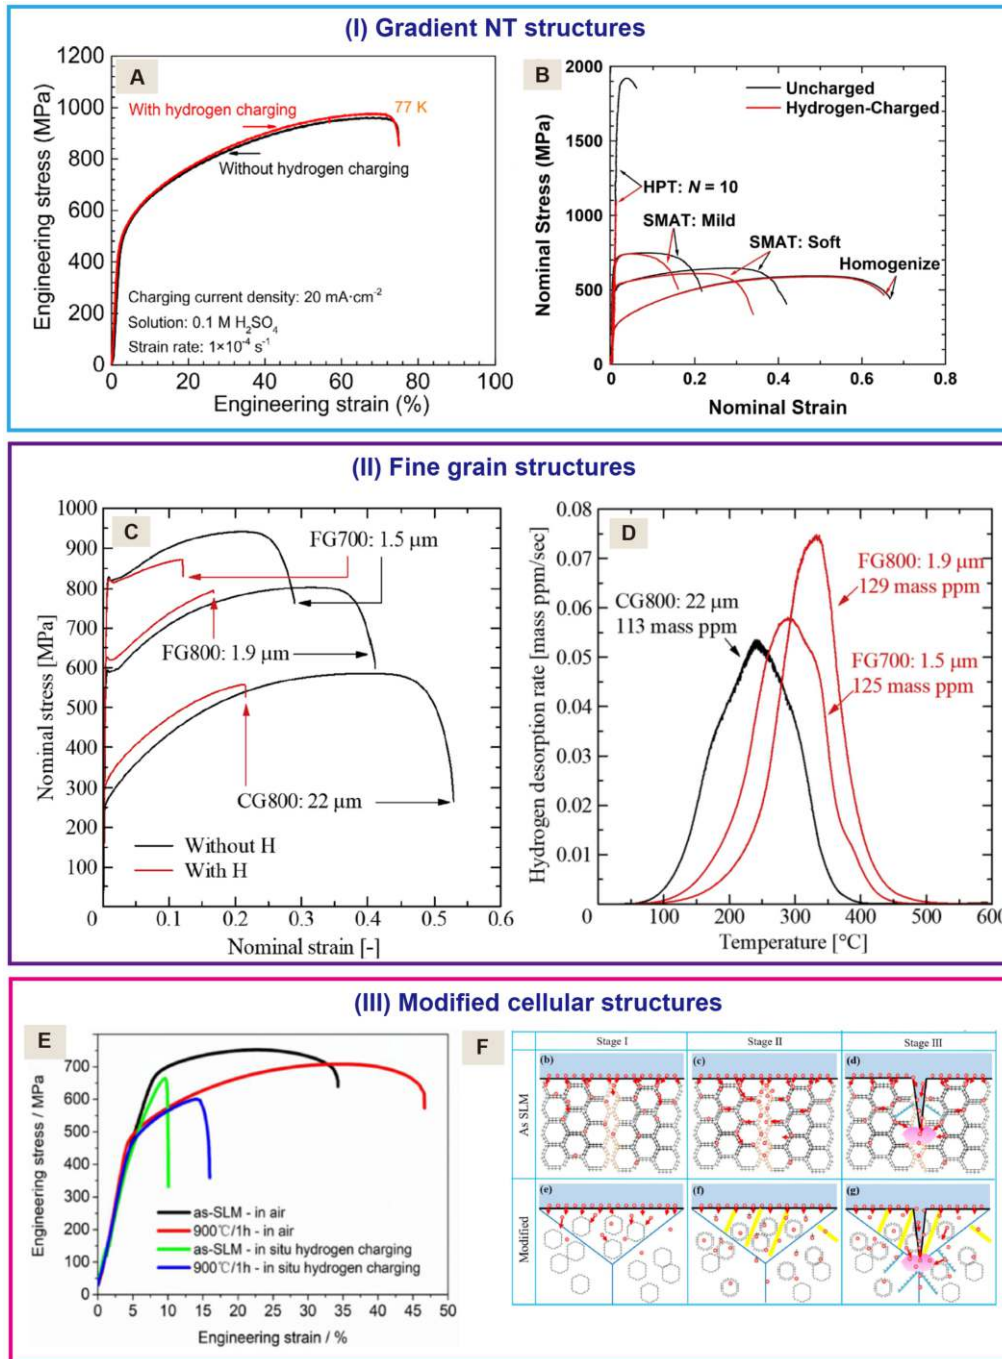 (I) Gradient NT structures
A
With hydrogen charging
77 K
Without hydrogen charging
Charging current density: 20 mA·cm⁻²
Solution: 0.1 M H₂SO₄
Strain rate: 1×10⁻⁴ s⁻¹
Engineering stress (MPa)
1200
1000
800
600
400
200
0
0 20 40 60 80 100
Engineering strain (%)
B
Uncharged
Hydrogen-Charged
HPT: N = 10
SMAT: Mild
SMAT: Soft
Homogenize
Nominal Stress (MPa)
2000
1500
1000
500
0
0 0.2 0.4 0.6 0.8
Nominal Strain
(II) Fine grain structures
C
FG700: 1.5 μm
FG800: 1.9 μm
CG800: 22 μm
Without H
With H
Nominal stress [MPa]
1000
900
800
700
600
500
400
300
200
100
0 0.1 0.2 0.3 0.4 0.5 0.6
Nominal strain [-]
D
CG800: 22 μm
113 mass ppm
FG800: 1.9 μm
129 mass ppm
FG700: 1.5 μm
125 mass ppm
Hydrogen desorption rate [mass ppm/sec]
0.08
0.07
0.06
0.05
0.04
0.03
0.02
0.01
0 100 200 300 400 500 600
Temperature [°C]
(III) Modified cellular structures
E
Engineering stress / MPa
700
600
500
400
300
200
100
0
as-SLM - in air
900℃/1h - in air
as-SLM - in situ hydrogen charging
900℃/1h - in situ hydrogen charging
0 5 10 15 20 25 30 35 40 45 50
Engineering strain / %
F
Stage I Stage II Stage III
As SLM
(b) (c) (d)
Modified
(e) (f) (g)